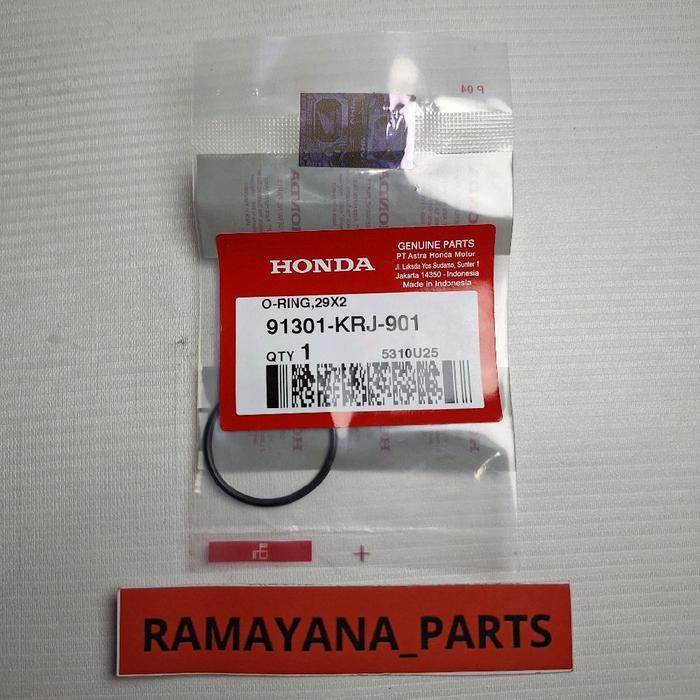 P 04
HONDA
GENUINE PARTS
PT Astra Honda Motor
Jl. Laksda Yos Sudarso, Sunter 1
Jakarta 14350 - Indonesia
Made in Indonesia
O-RING,29X2
91301-KRJ-901
QTY 1 5310U25
RAMAYANA_PARTS